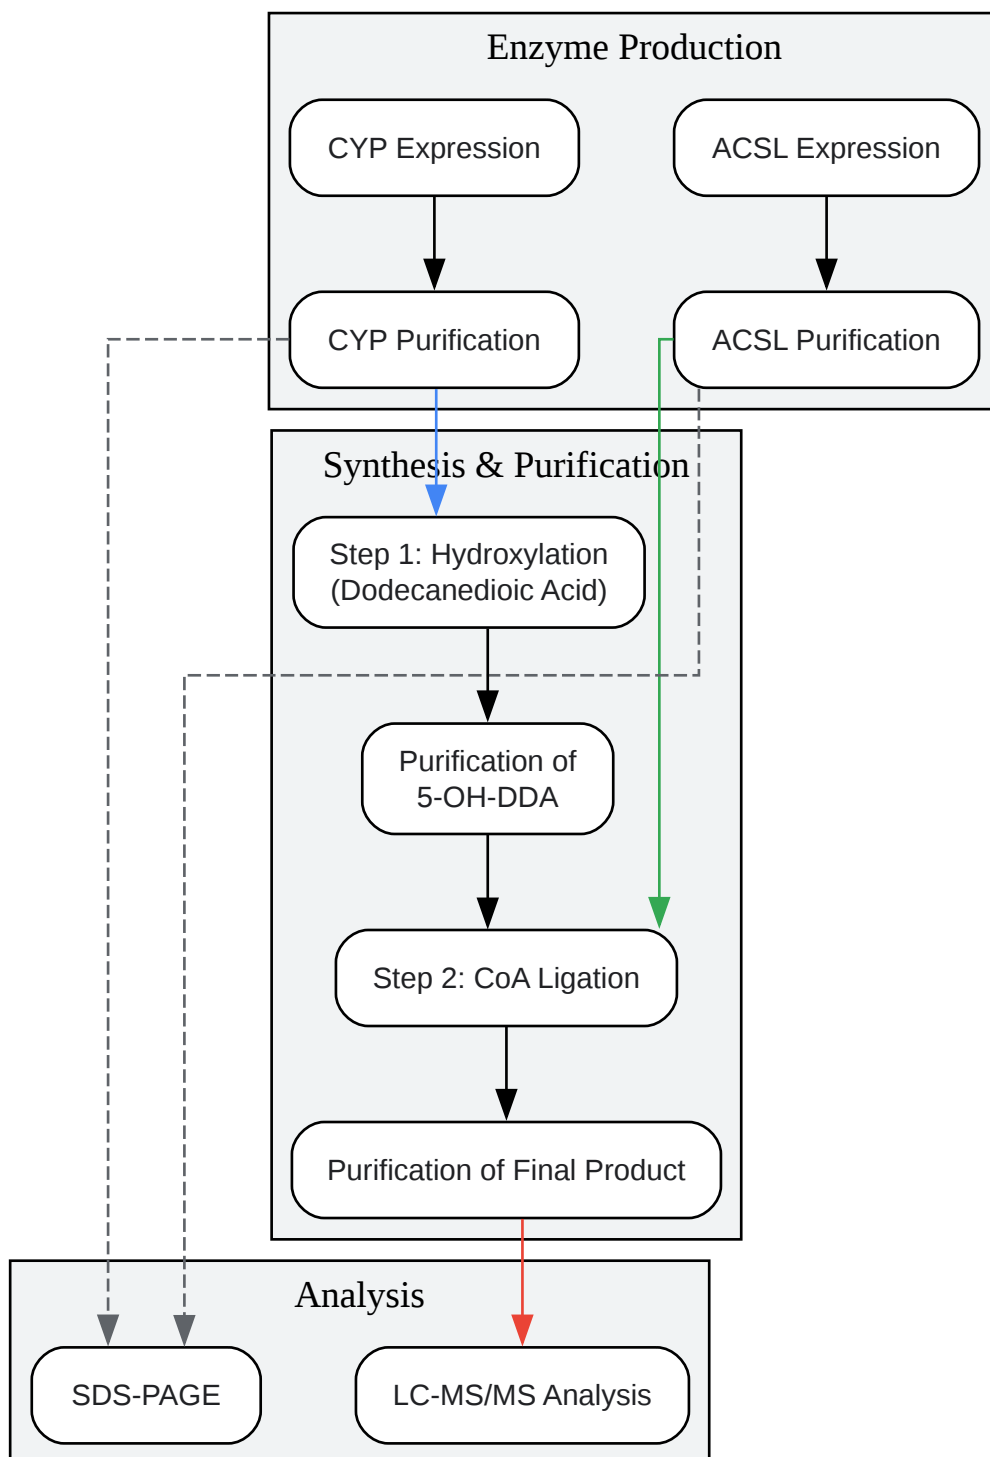 Enzyme Production
CYP Expression
ACSL Expression
CYP Purification
ACSL Purification
Synthesis & Purification
Step 1: Hydroxylation
(Dodecanedioic Acid)
Purification of
5-OH-DDA
Step 2: CoA Ligation
Purification of Final Product
Analysis
SDS-PAGE
LC-MS/MS Analysis